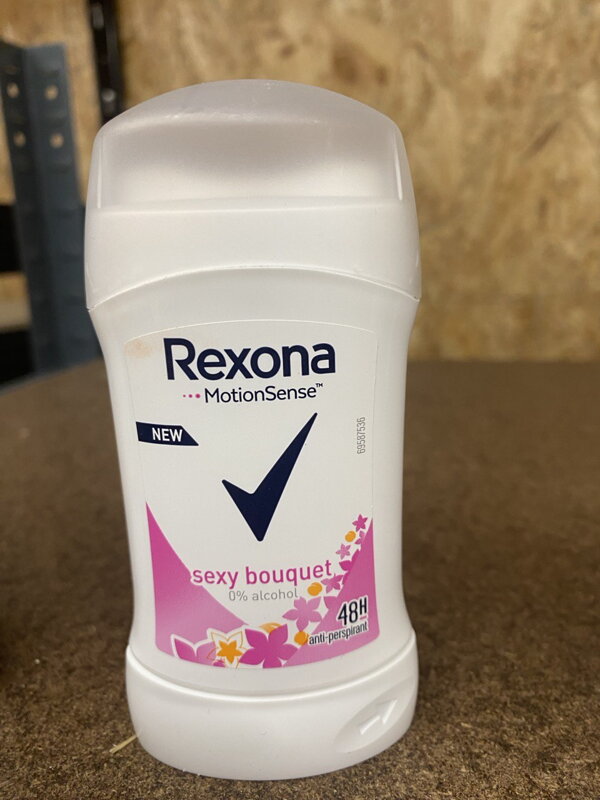 Rexona
MotionSense™
NEW
69587536
sexy bouquet
0% alcohol
48H
anti-perspirant